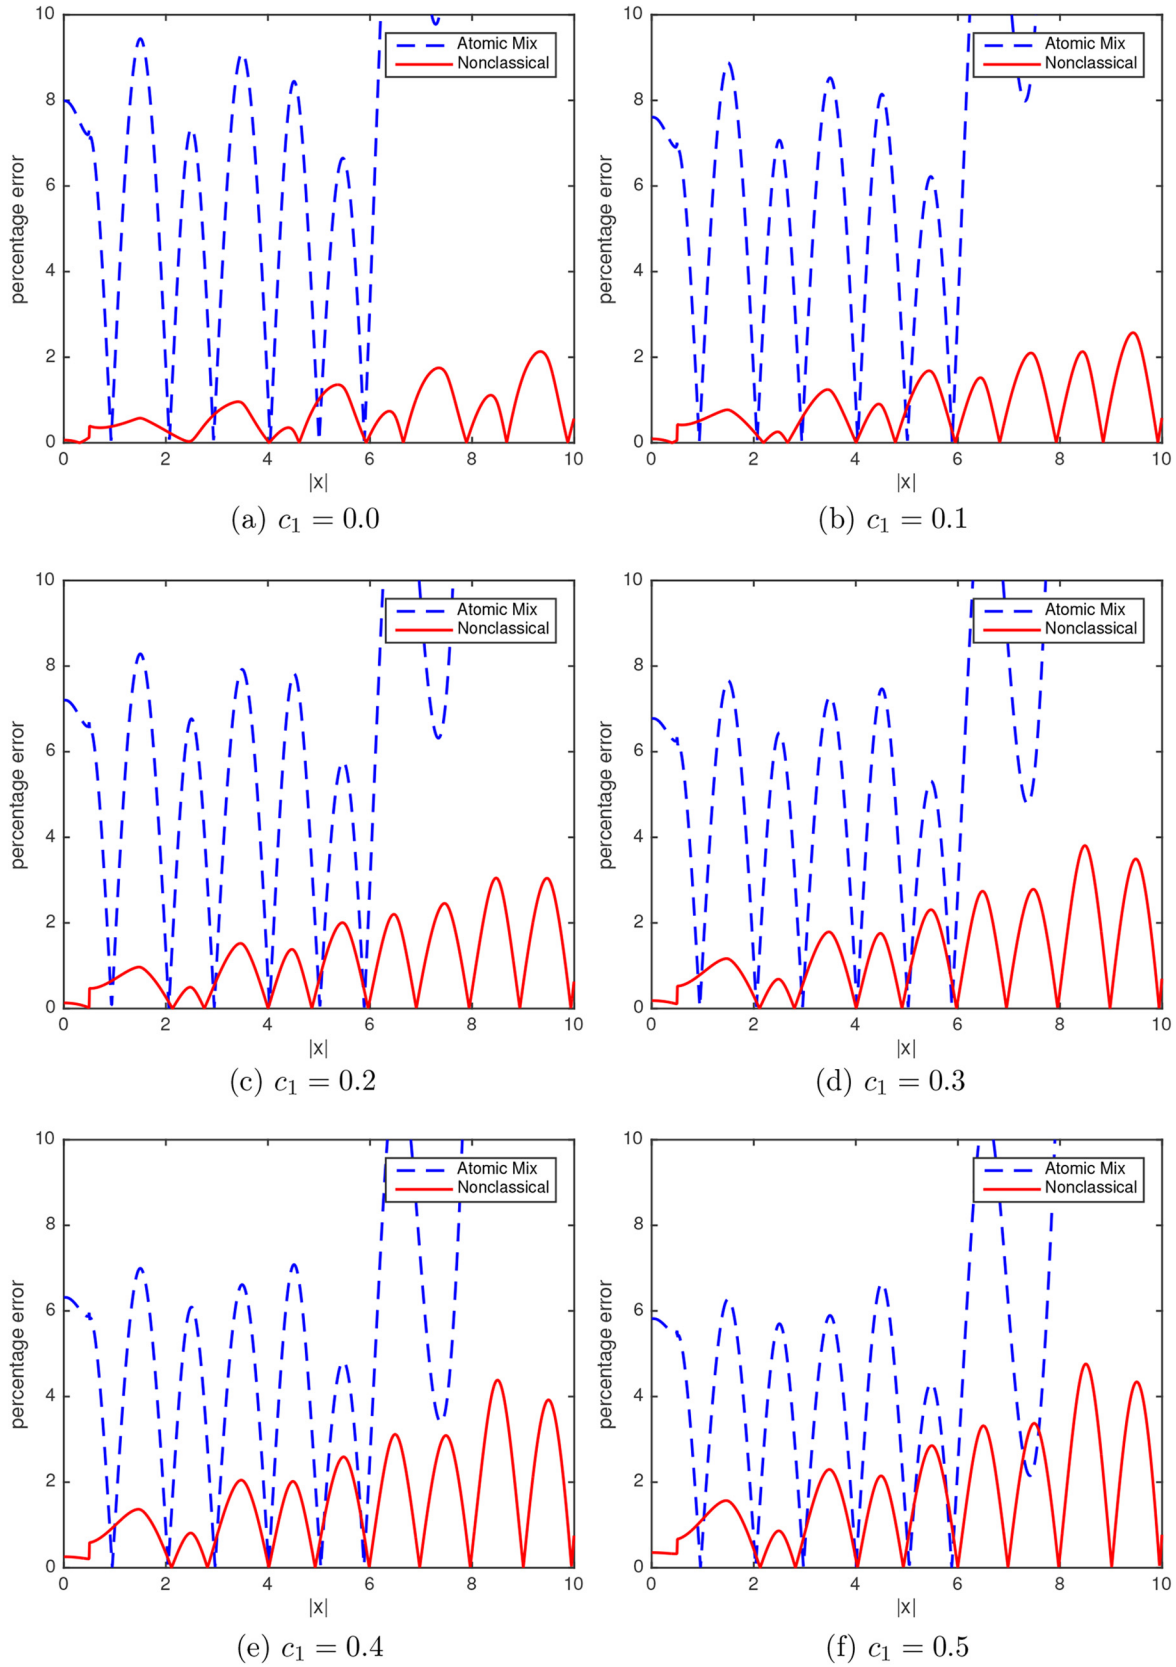 10
8
6
4
2
0
percentage error
Atomic Mix
Nonclassical
0 2 4 6 8 10
|x|
(a) c₁ = 0.0
10
8
6
4
2
0
percentage error
Atomic Mix
Nonclassical
0 2 4 6 8 10
|x|
(b) c₁ = 0.1
10
8
6
4
2
0
percentage error
Atomic Mix
Nonclassical
0 2 4 6 8 10
|x|
(c) c₁ = 0.2
10
8
6
4
2
0
percentage error
Atomic Mix
Nonclassical
0 2 4 6 8 10
|x|
(d) c₁ = 0.3
10
8
6
4
2
0
percentage error
Atomic Mix
Nonclassical
0 2 4 6 8 10
|x|
(e) c₁ = 0.4
10
8
6
4
2
0
percentage error
Atomic Mix
Nonclassical
0 2 4 6 8 10
|x|
(f) c₁ = 0.5